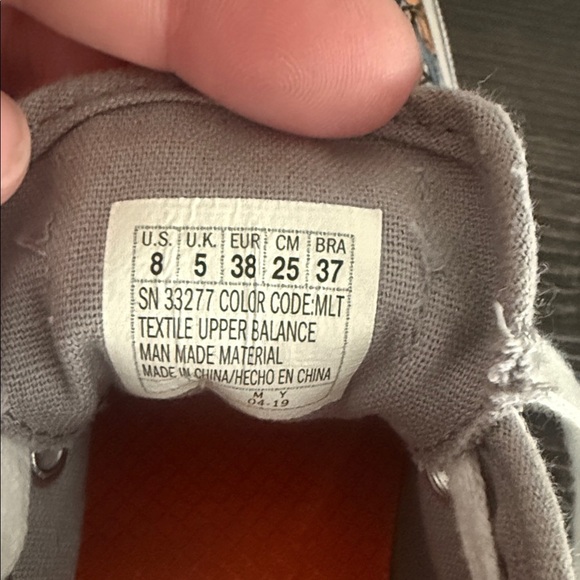 U.S. U.K. EUR CM BRA
8 5 38 25 37
SN 33277 COLOR CODE:MLT
TEXTILE UPPER BALANCE
MAN MADE MATERIAL
MADE IN CHINA/HECHO EN CHINA
M Y
04-19